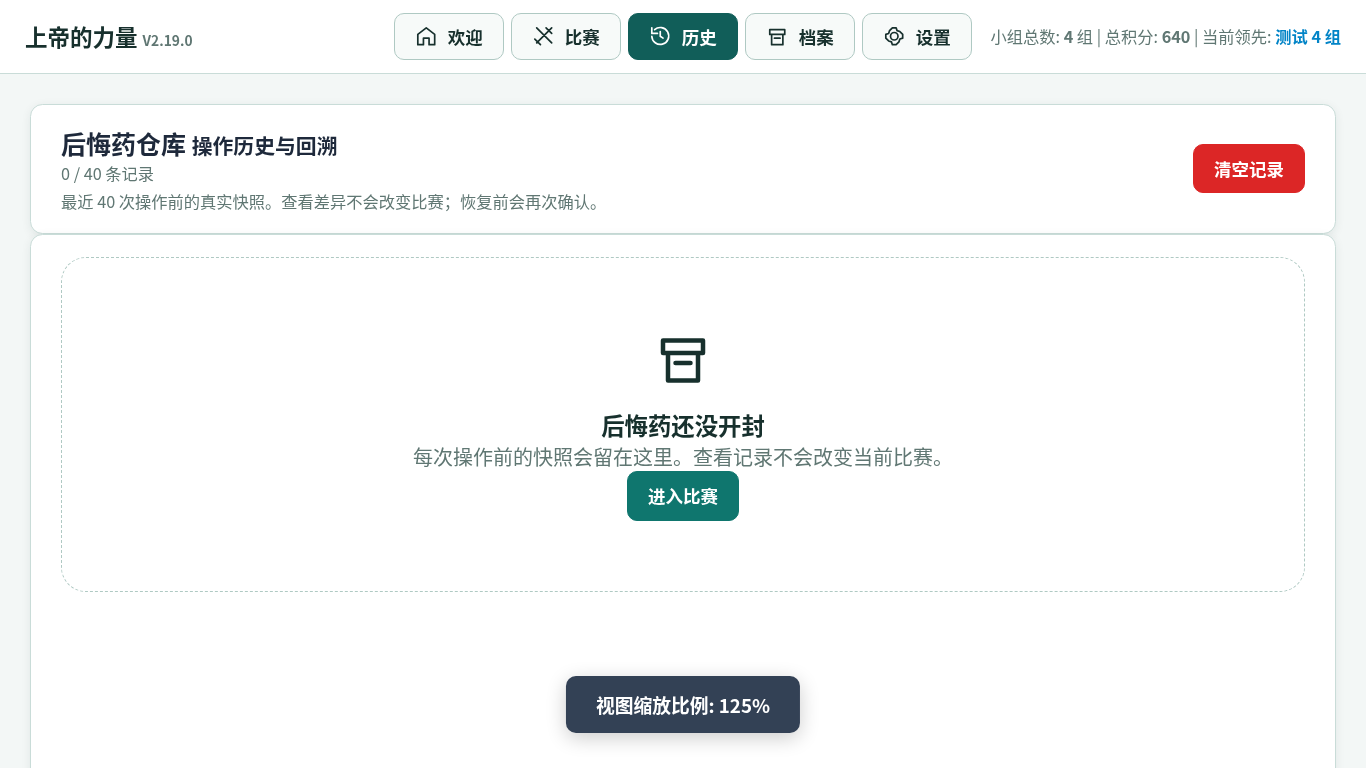 上帝的力量 V2.19.0
欢迎
比赛
历史
档案
设置
小组总数: 4 组 | 总积分: 640 | 当前领先: 测试 4 组
后悔药仓库 操作历史与回溯
0 / 40 条记录
最近 40 次操作前的真实快照。查看差异不会改变比赛；恢复前会再次确认。
清空记录
后悔药还没开封
每次操作前的快照会留在这里。查看记录不会改变当前比赛。
进入比赛
视图缩放比例: 125%